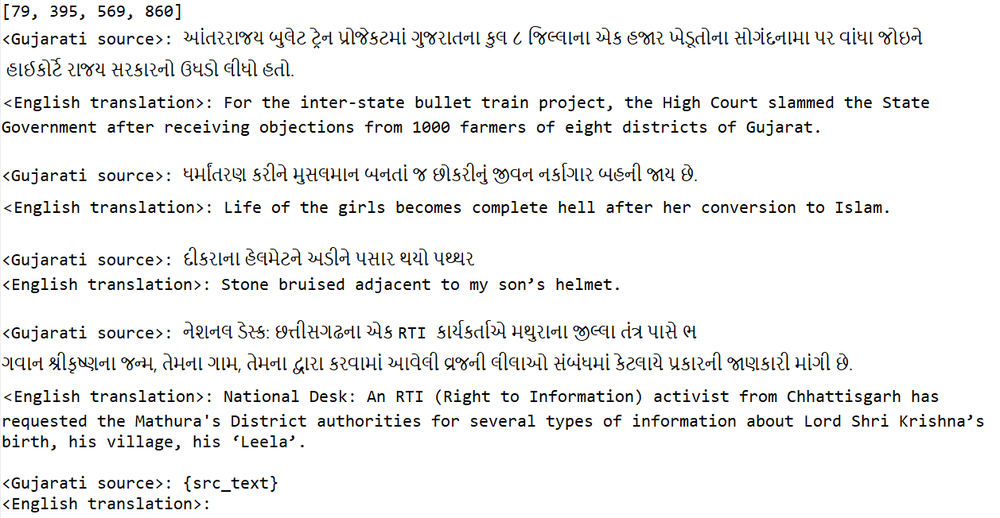 [79, 395, 569, 860]
<Gujarati source>: આંતરરાજય બુલેટ ટ્રેન પ્રોજેકટમાં ગુજરાતના કુલ ૮ જિલ્લાના એક હજાર ખેડૂતોના સોગંદનામા પર વાંધા જોઇને
હાઈકોર્ટે રાજય સરકારનો ઉધડો લીધો હતો.
<English translation>: For the inter-state bullet train project, the High Court slammed the State
Government after receiving objections from 1000 farmers of eight districts of Gujarat.
<Gujarati source>: ધર્માંતરણ કરીને મુસલમાન બનતાં જ છોકરીનું જીવન નર્કાગાર બહની જાય છે.
<English translation>: Life of the girls becomes complete hell after her conversion to Islam.
<Gujarati source>: દીકરાના હેલમેટને અડીને પસાર થયો પથ્થર
<English translation>: Stone bruised adjacent to my son’s helmet.
<Gujarati source>: નેશનલ ડેસ્ક: છત્તીસગઢના એક RTI કાર્યકર્તાએ મથુરાના જીલ્લા તંત્ર પાસે ભ
ગવાન શ્રીકૃષ્ણના જન્મ, તેમના ગામ, તેમના દ્વારા કરવામાં આવેલી વ્રજની લીલાઓ સંબંધમાં કેટલાયે પ્રકારની જાણકારી માંગી છે.
<English translation>: National Desk: An RTI (Right to Information) activist from Chhattisgarh has
requested the Mathura's District authorities for several types of information about Lord Shri Krishna’s
birth, his village, his ‘Leela’.
<Gujarati source>: {src_text}
<English translation>: